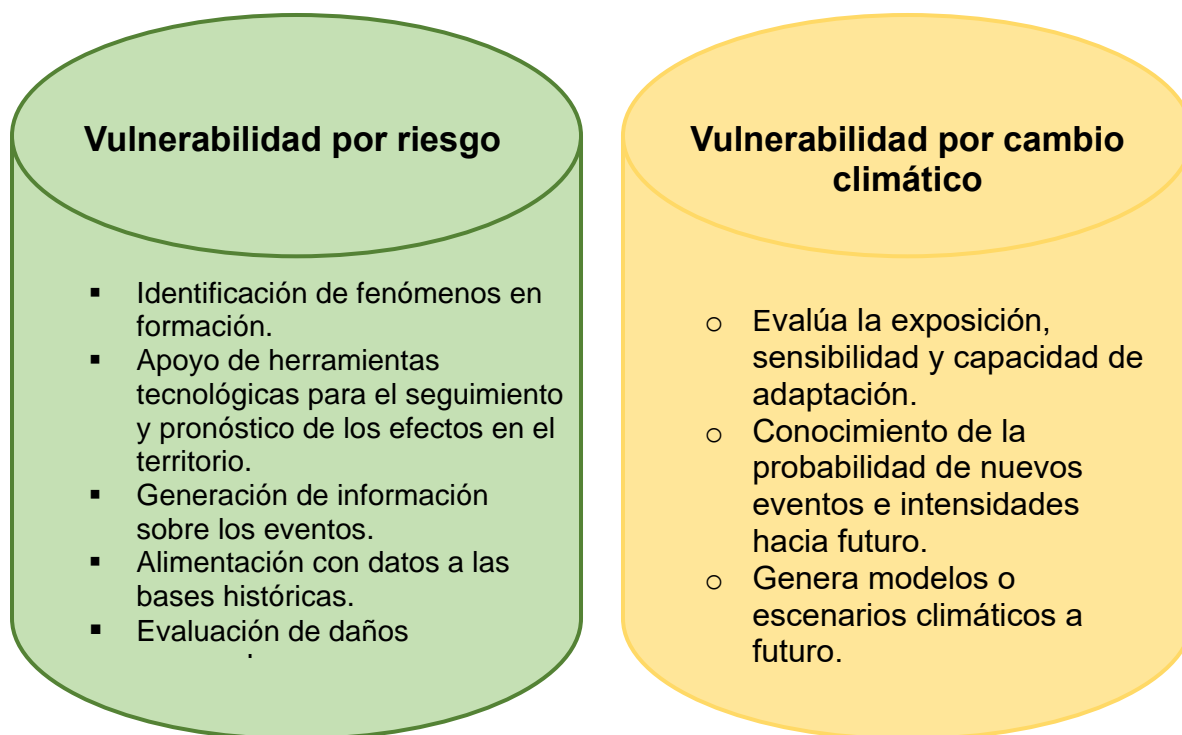 Vulnerabilidad por riesgo
▪ Identificación de fenómenos en
formación.
▪ Apoyo de herramientas
tecnológicas para el seguimiento
y pronóstico de los efectos en el
territorio.
▪ Generación de información
sobre los eventos.
▪ Alimentación con datos a las
bases históricas.
▪ Evaluación de daños
Vulnerabilidad por cambio
climático
o Evalúa la exposición,
sensibilidad y capacidad de
adaptación.
o Conocimiento de la
probabilidad de nuevos
eventos e intensidades
hacia futuro.
o Genera modelos o
escenarios climáticos a
futuro.